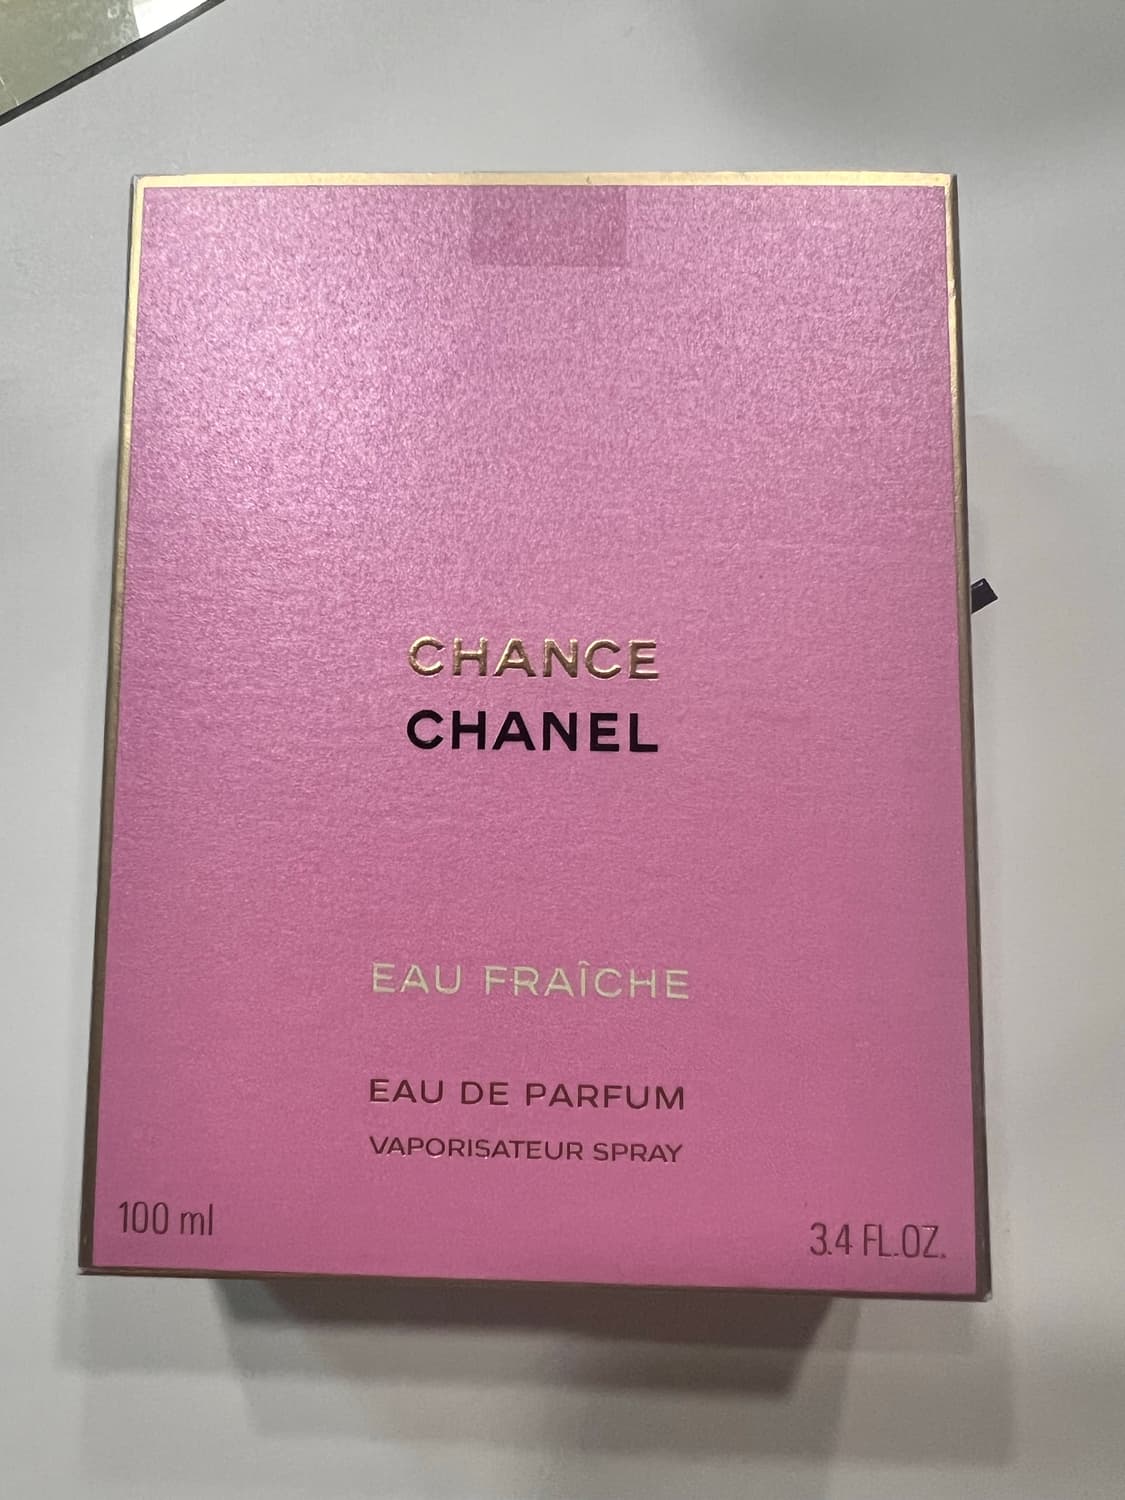 CHANCE
CHANEL
EAU FRAÎCHE
EAU DE PARFUM
VAPORISATEUR SPRAY
100 ml
3.4 FL.OZ.